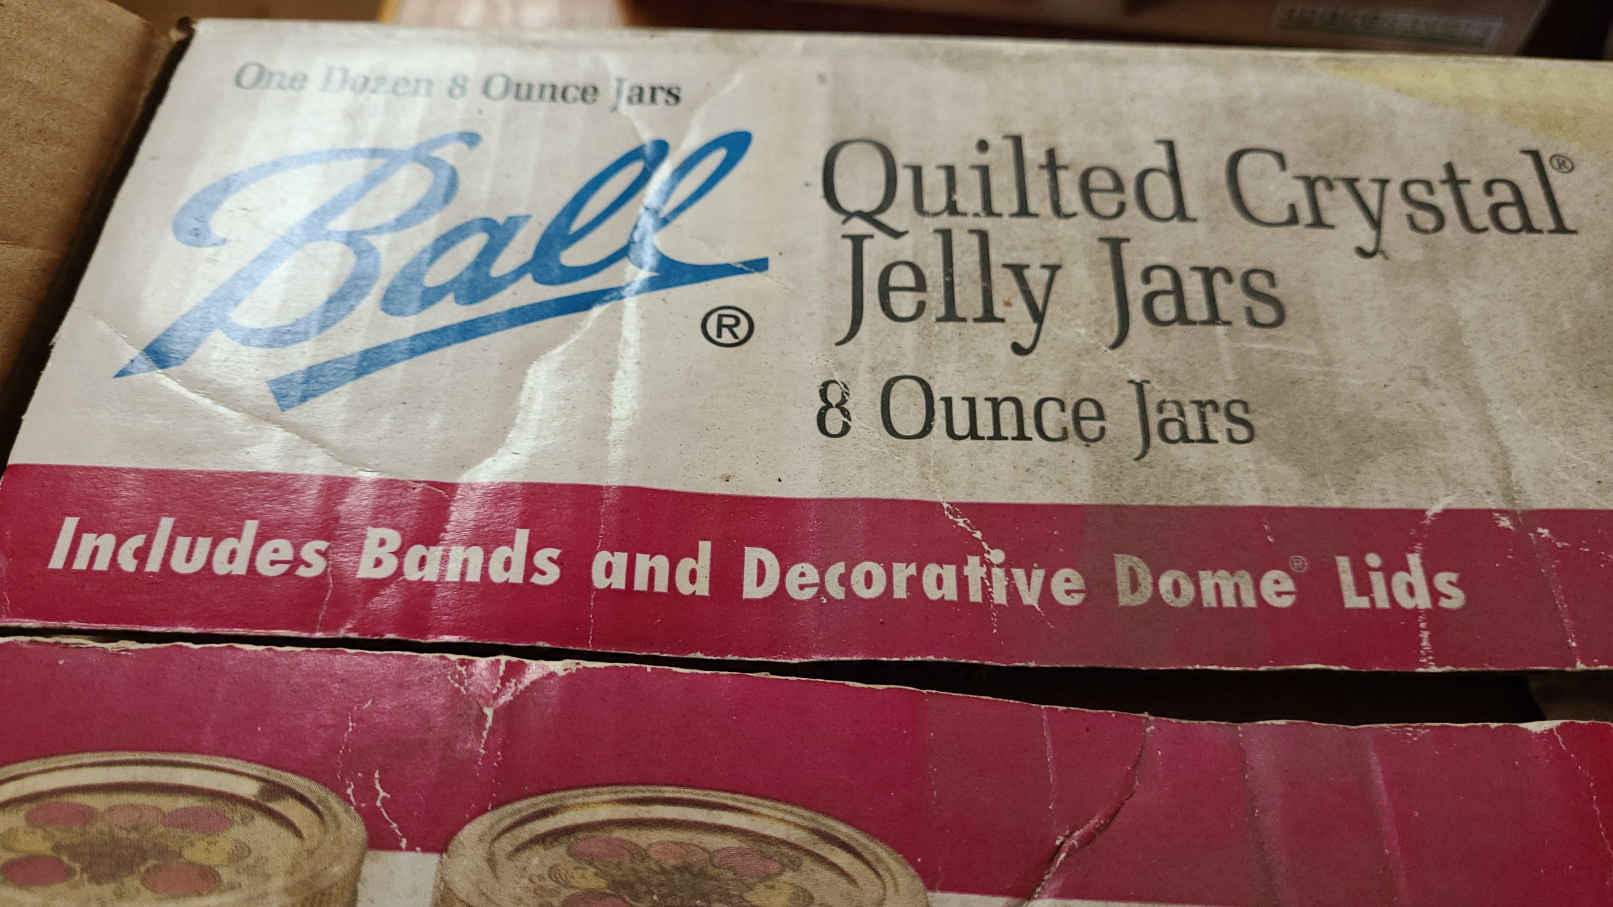 One Dozen 8 Ounce Jars
Ball®
Quilted Crystal®
Jelly Jars
8 Ounce Jars
Includes Bands and Decorative Dome® Lids